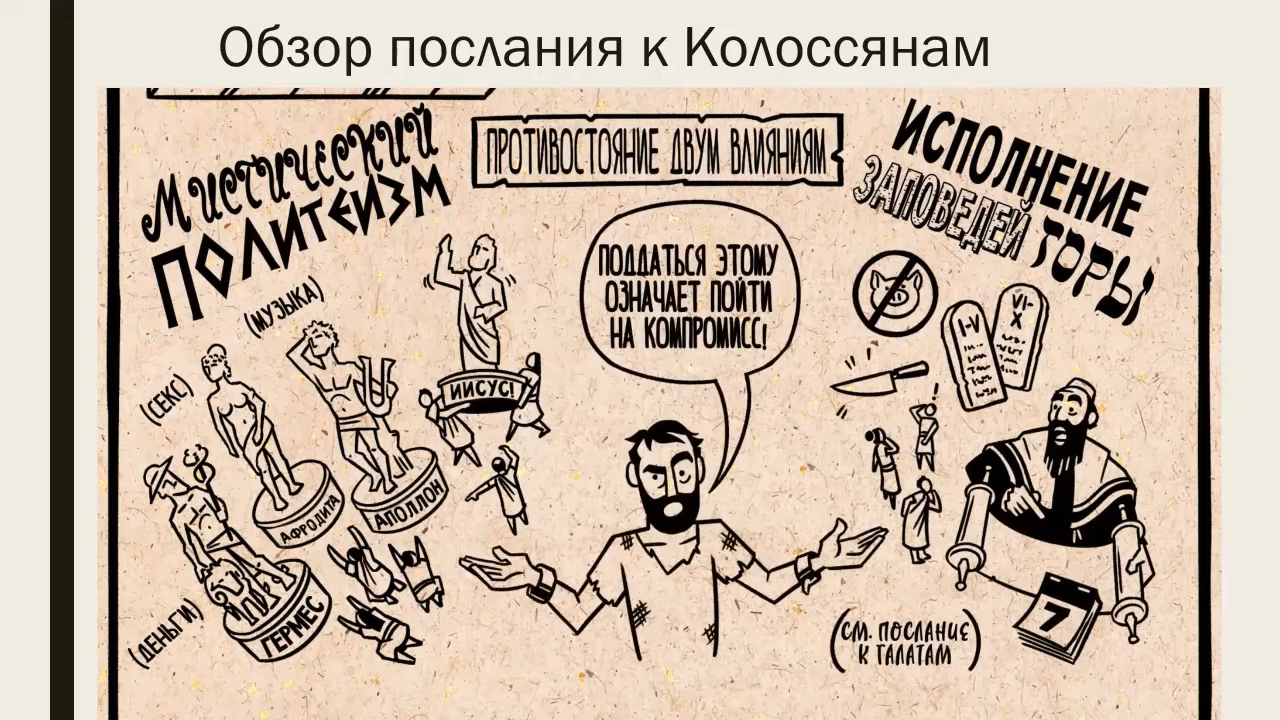 Обзор послания к Колоссянам
МИСТИЧЕСКИЙ
ПОЛИТЕИЗМ
ПРОТИВОСТОЯНИЕ ДВУМ ВЛИЯНИЯМ
ИСПОЛНЕНИЕ
ЗАПОВЕДЕЙ ТОРЫ
ПОДДАТЬСЯ ЭТОМУ
ОЗНАЧАЕТ ПОЙТИ
НА КОМПРОМИСС!
(МУЗЫКА)
(СЕКС)
(ДЕНЬГИ)
ИИСУС!
АФРОДИТА
АПОЛЛОН
ГЕРМЕС
I-V
VI-
X
7
(СМ. ПОСЛАНИЕ
К ГАЛАТАМ)